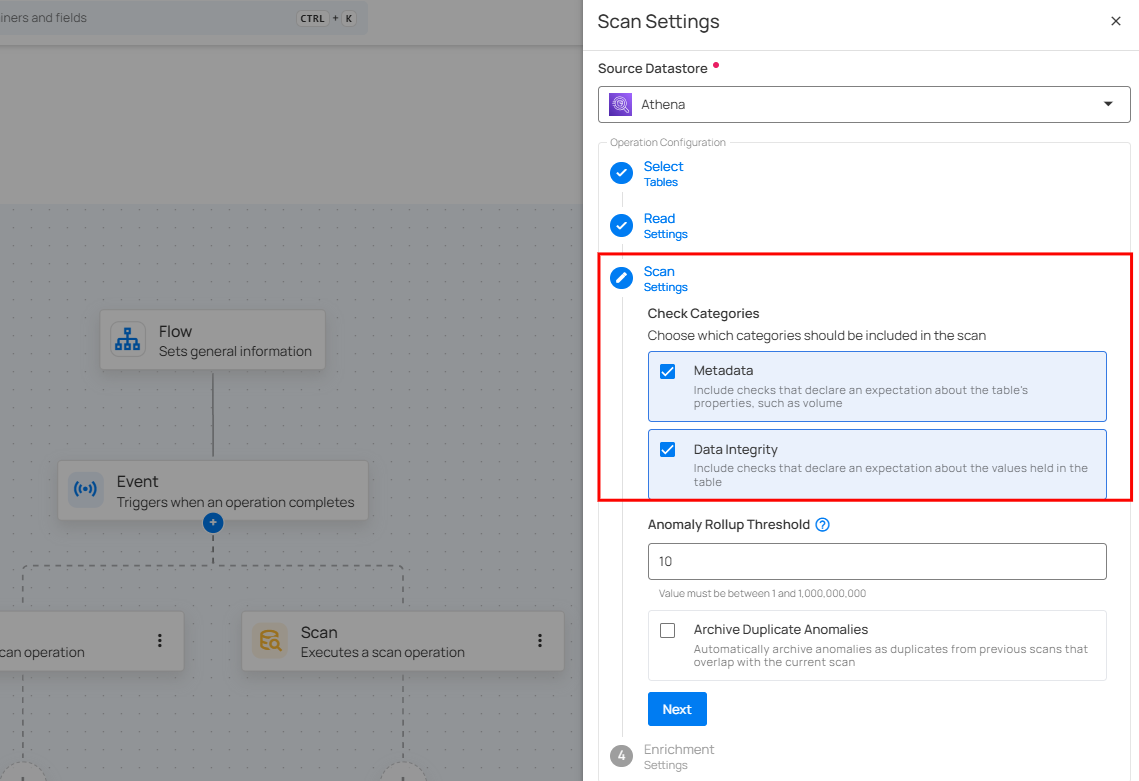 iners and fields
CTRL + K
Flow
Sets general information
Event
Triggers when an operation completes
can operation
Scan
Executes a scan operation
Scan Settings
Source Datastore
Athena
Operation Configuration
Select
Tables
Read
Settings
Scan
Settings
Check Categories
Choose which categories should be included in the scan
Metadata
Include checks that declare an expectation about the table's
properties, such as volume
Data Integrity
Include checks that declare an expectation about the values held in the
table
Anomaly Rollup Threshold
10
Value must be between 1 and 1,000,000,000
Archive Duplicate Anomalies
Automatically archive anomalies as duplicates from previous scans that
overlap with the current scan
Next
4
Enrichment
Settings